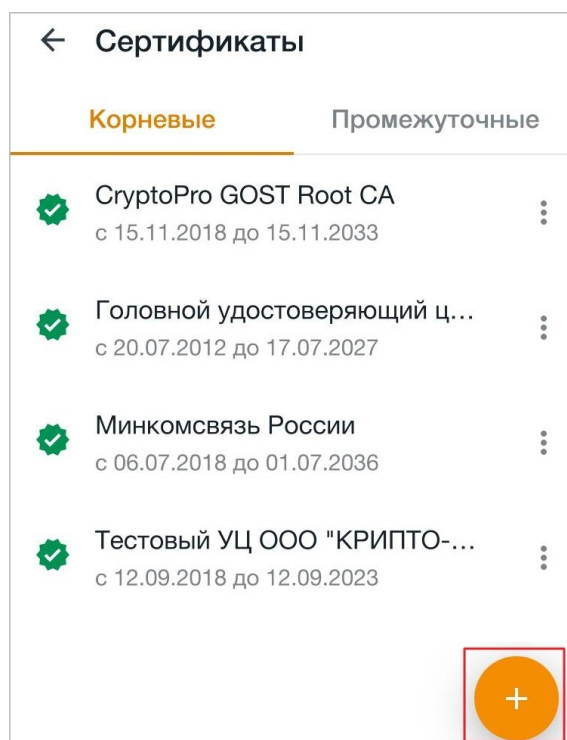 Сертификаты
Корневые Промежуточные
CryptoPro GOST Root CA
с 15.11.2018 до 15.11.2033
Головной удостоверяющий ц...
с 20.07.2012 до 17.07.2027
Минкомсвязь России
с 06.07.2018 до 01.07.2036
Тестовый УЦ ООО "КРИПТО-...
с 12.09.2018 до 12.09.2023